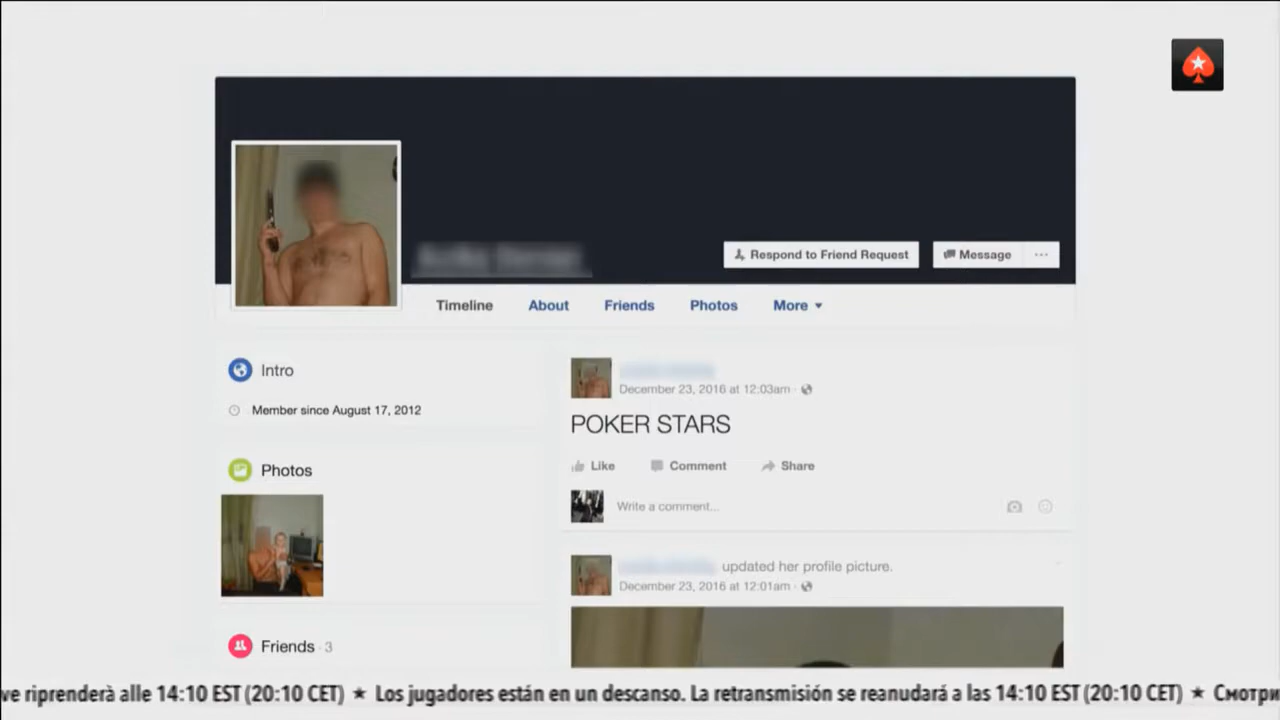 Respond to Friend Request
Message
Timeline
About
Friends
Photos
More
Intro
Member since August 17, 2012
Photos
Friends · 3
December 23, 2016 at 12:03am ·
POKER STARS
Like
Comment
Share
Write a comment...
updated her profile picture.
December 23, 2016 at 12:01am ·
ve riprenderà alle 14:10 EST (20:10 CET) ★ Los jugadores están en un descanso. La retransmisión se reanudará a las 14:10 EST (20:10 CET) ★ Смотри